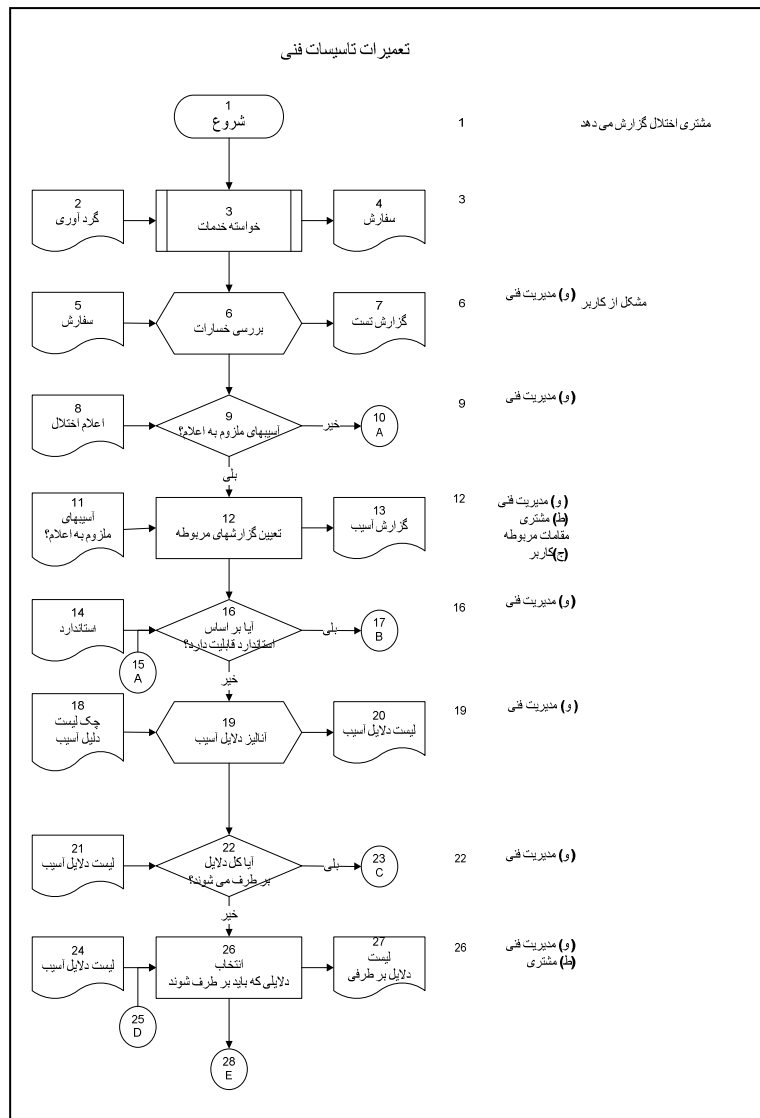 تعمیرات تاسیسات فنی
1
شروع
1
مشتری اختلال گزارش می دهد
2
گرد آوری
3
خواسته خدمات
4
سفارش
3
5
سفارش
6
بررسی خسارات
7
گزارش تست
6
(و) مدیریت فنی
مشکل از کاربر
8
اعلام اختلال
9
آسیبهای ملزوم به اعلام؟
خیر
10
A
9
(و) مدیریت فنی
بلی
11
آسیبهای
ملزوم به اعلام؟
12
تعیین گزارشهای مربوطه
13
گزارش آسیب
12
(و) مدیریت فنی
(ط) مشتری
مقامات مربوطه
(ج)کاربر
14
استاندارد
15
A
16
آیا بر اساس
استاندارد قابلیت دارد؟
بلی
17
B
16
(و) مدیریت فنی
خیر
18
چک لیست
دلیل آسیب
19
آنالیز دلایل آسیب
20
لیست دلایل آسیب
19
(و) مدیریت فنی
21
لیست دلایل آسیب
22
آیا کل دلایل
بر طرف می شوند؟
بلی
23
C
22
(و) مدیریت فنی
خیر
24
لیست دلایل آسیب
25
D
26
انتخاب
دلایلی که باید بر طرف شوند
27
لیست
دلایل بر طرفی
26
(و) مدیریت فنی
(ط) مشتری
28
E